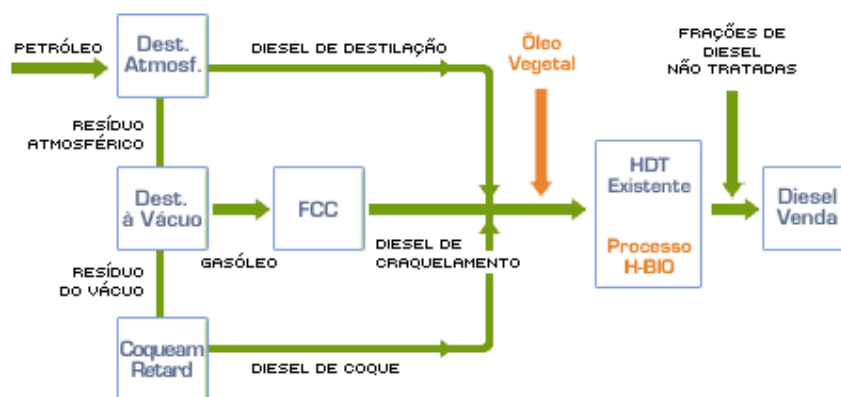 PETRÓLEO
Dest.
Atmosf.
DIESEL DE DESTILAÇÃO
Óleo
Vegetal
FRAÇÕES DE
DIESEL
NÃO TRATADAS
RESÍDUO
ATMOSFÉRICO
Dest.
à Vácuo
GASÓLEO
FCC
DIESEL DE
CRAQUELAMENTO
HDT
Existente
Processo
H-BIO
Diesel
Venda
RESÍDUO
DO VÁCUO
Coqueam
Retard
DIESEL DE COQUE